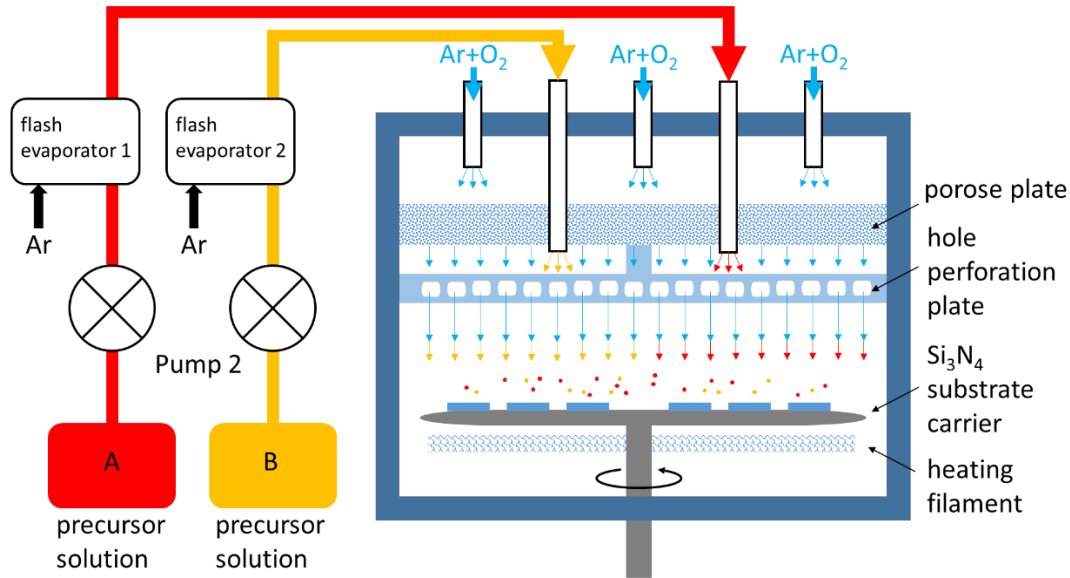 Ar+O₂
Ar+O₂
Ar+O₂
flash
evaporator 1
flash
evaporator 2
Ar
Ar
Pump 2
A
B
precursor
solution
precursor
solution
porose plate
hole
perforation
plate
Si₃N₄
substrate
carrier
heating
filament